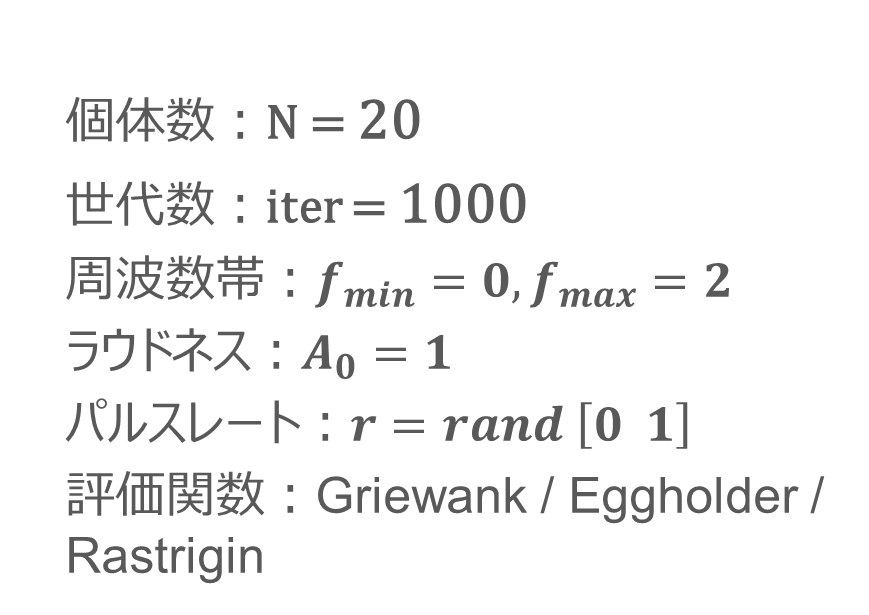 個体数：N = 20
世代数：iter = 1000
周波数帯：f_min = 0, f_max = 2
ラウドネス：A_0 = 1
パルスレート：r = rand [0 1]
評価関数：Griewank / Eggholder /
Rastrigin